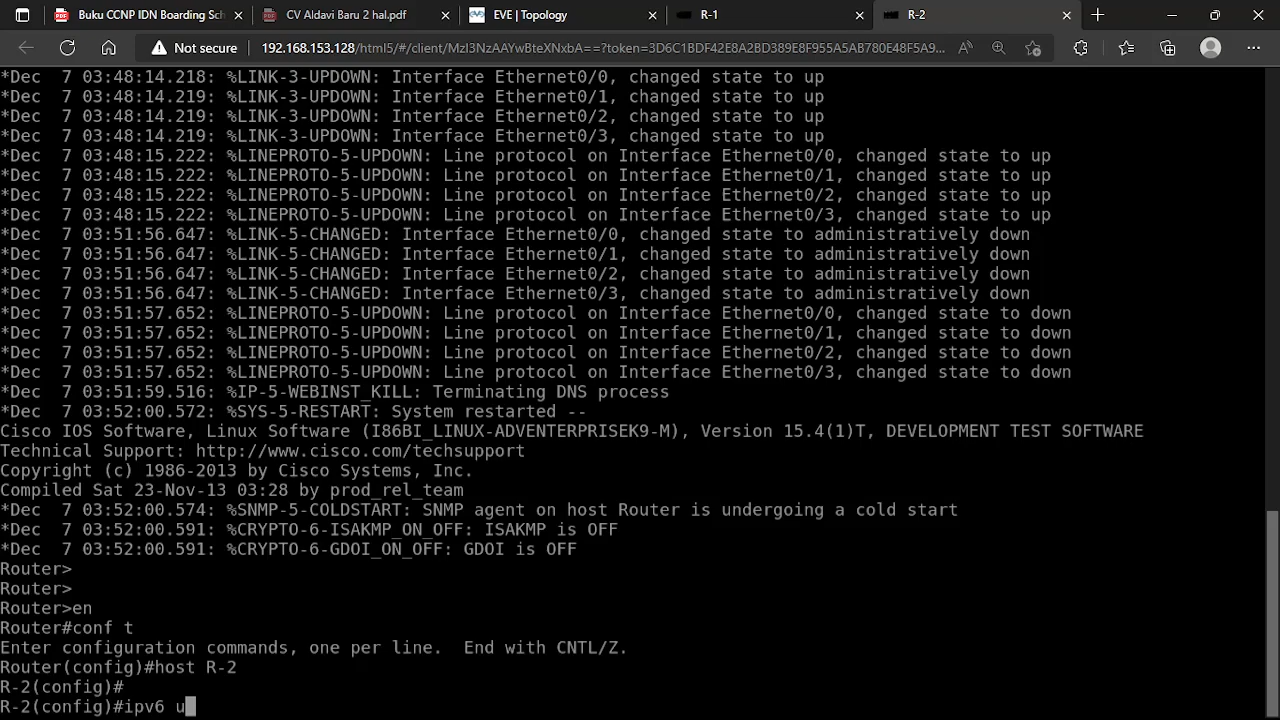 Buku CCNP IDN Boarding Sch
CV Aldavi Baru 2 hal.pdf
EVE | Topology
R-1
R-2
Not secure
192.168.153.128/html5/#/client/MzI3NzAAYwBteXNxbA==?token=3D6C1BDF42E8A2BD389E8F955A5AB780E48F5A9...
*Dec  7 03:48:14.218: %LINK-3-UPDOWN: Interface Ethernet0/0, changed state to up
*Dec  7 03:48:14.219: %LINK-3-UPDOWN: Interface Ethernet0/1, changed state to up
*Dec  7 03:48:14.219: %LINK-3-UPDOWN: Interface Ethernet0/2, changed state to up
*Dec  7 03:48:14.219: %LINK-3-UPDOWN: Interface Ethernet0/3, changed state to up
*Dec  7 03:48:15.222: %LINEPROTO-5-UPDOWN: Line protocol on Interface Ethernet0/0, changed state to up
*Dec  7 03:48:15.222: %LINEPROTO-5-UPDOWN: Line protocol on Interface Ethernet0/1, changed state to up
*Dec  7 03:48:15.222: %LINEPROTO-5-UPDOWN: Line protocol on Interface Ethernet0/2, changed state to up
*Dec  7 03:48:15.222: %LINEPROTO-5-UPDOWN: Line protocol on Interface Ethernet0/3, changed state to up
*Dec  7 03:51:56.647: %LINK-5-CHANGED: Interface Ethernet0/0, changed state to administratively down
*Dec  7 03:51:56.647: %LINK-5-CHANGED: Interface Ethernet0/1, changed state to administratively down
*Dec  7 03:51:56.647: %LINK-5-CHANGED: Interface Ethernet0/2, changed state to administratively down
*Dec  7 03:51:56.647: %LINK-5-CHANGED: Interface Ethernet0/3, changed state to administratively down
*Dec  7 03:51:57.652: %LINEPROTO-5-UPDOWN: Line protocol on Interface Ethernet0/0, changed state to down
*Dec  7 03:51:57.652: %LINEPROTO-5-UPDOWN: Line protocol on Interface Ethernet0/1, changed state to down
*Dec  7 03:51:57.652: %LINEPROTO-5-UPDOWN: Line protocol on Interface Ethernet0/2, changed state to down
*Dec  7 03:51:57.652: %LINEPROTO-5-UPDOWN: Line protocol on Interface Ethernet0/3, changed state to down
*Dec  7 03:51:59.516: %IP-5-WEBINST_KILL: Terminating DNS process
*Dec  7 03:52:00.572: %SYS-5-RESTART: System restarted --
Cisco IOS Software, Linux Software (I86BI_LINUX-ADVENTERPRISEK9-M), Version 15.4(1)T, DEVELOPMENT TEST SOFTWARE
Technical Support: http://www.cisco.com/techsupport
Copyright (c) 1986-2013 by Cisco Systems, Inc.
Compiled Sat 23-Nov-13 03:28 by prod_rel_team
*Dec  7 03:52:00.574: %SNMP-5-COLDSTART: SNMP agent on host Router is undergoing a cold start
*Dec  7 03:52:00.591: %CRYPTO-6-ISAKMP_ON_OFF: ISAKMP is OFF
*Dec  7 03:52:00.591: %CRYPTO-6-GDOI_ON_OFF: GDOI is OFF
Router>
Router>
Router>en
Router#conf t
Enter configuration commands, one per line.  End with CNTL/Z.
Router(config)#host R-2
R-2(config)#
R-2(config)#ipv6 u